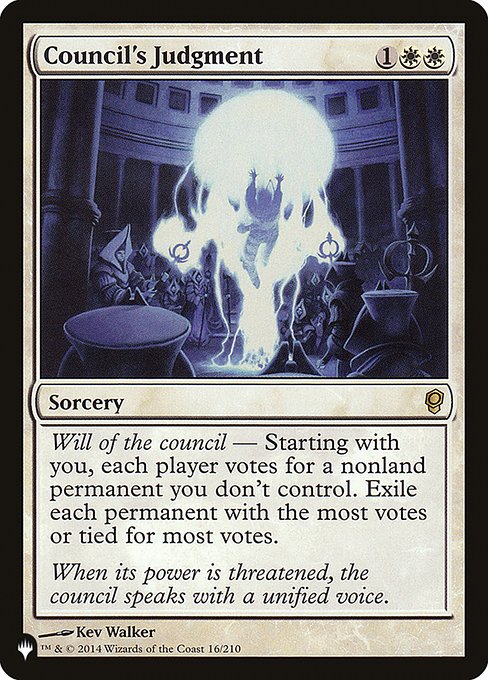 Council's Judgment 1
Sorcery
Will of the council — Starting with
you, each player votes for a nonland
permanent you don't control. Exile
each permanent with the most votes
or tied for most votes.
When its power is threatened, the
council speaks with a unified voice.
Kev Walker
™ & © 2014 Wizards of the Coast 16/210